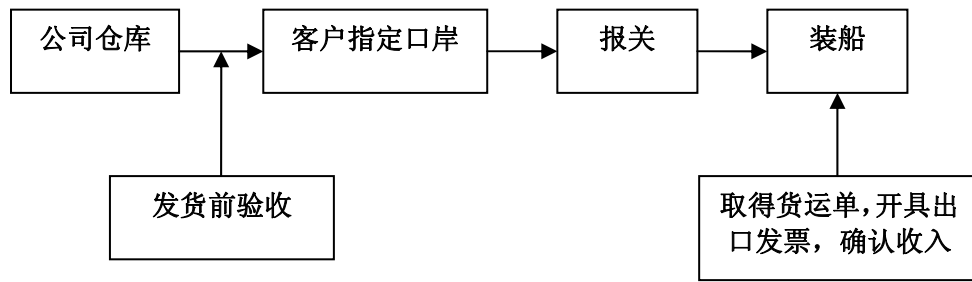 公司仓库
客户指定口岸
报关
装船
发货前验收
取得货运单,开具出
口发票，确认收入